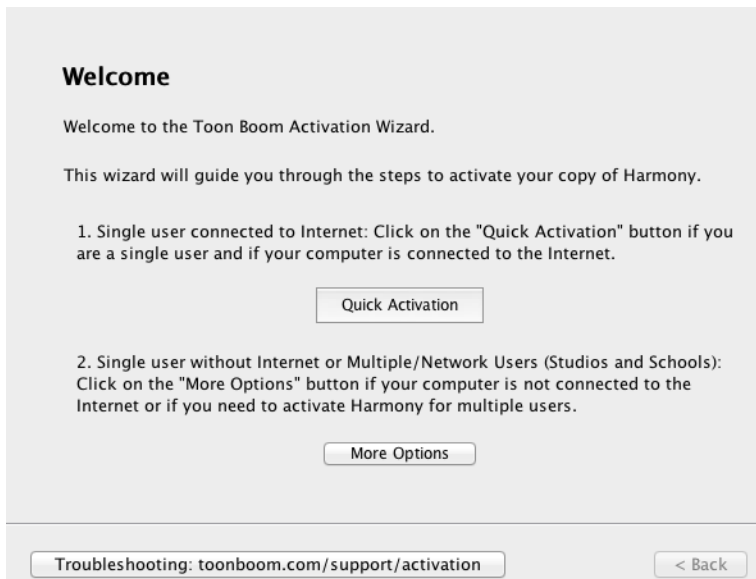 Welcome
Welcome to the Toon Boom Activation Wizard.
This wizard will guide you through the steps to activate your copy of Harmony.
1. Single user connected to Internet: Click on the "Quick Activation" button if you
are a single user and if your computer is connected to the Internet.
Quick Activation
2. Single user without Internet or Multiple/Network Users (Studios and Schools):
Click on the "More Options" button if your computer is not connected to the
Internet or if you need to activate Harmony for multiple users.
More Options
Troubleshooting: toonboom.com/support/activation
< Back